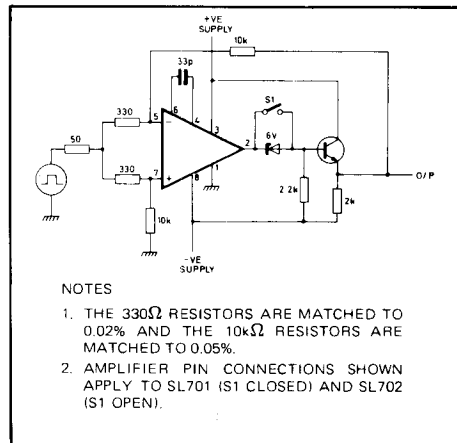 +VE
SUPPLY
10k
33p
6
4
S1
330
5
−
3
2
6V
50
330
7
+
8
1
O/P
10k
2 2k
2k
−VE
SUPPLY
NOTES
1. THE 330Ω RESISTORS ARE MATCHED TO
0.02% AND THE 10kΩ RESISTORS ARE
MATCHED TO 0.05%.
2. AMPLIFIER PIN CONNECTIONS SHOWN
APPLY TO SL701 (S1 CLOSED) AND SL702
(S1 OPEN).